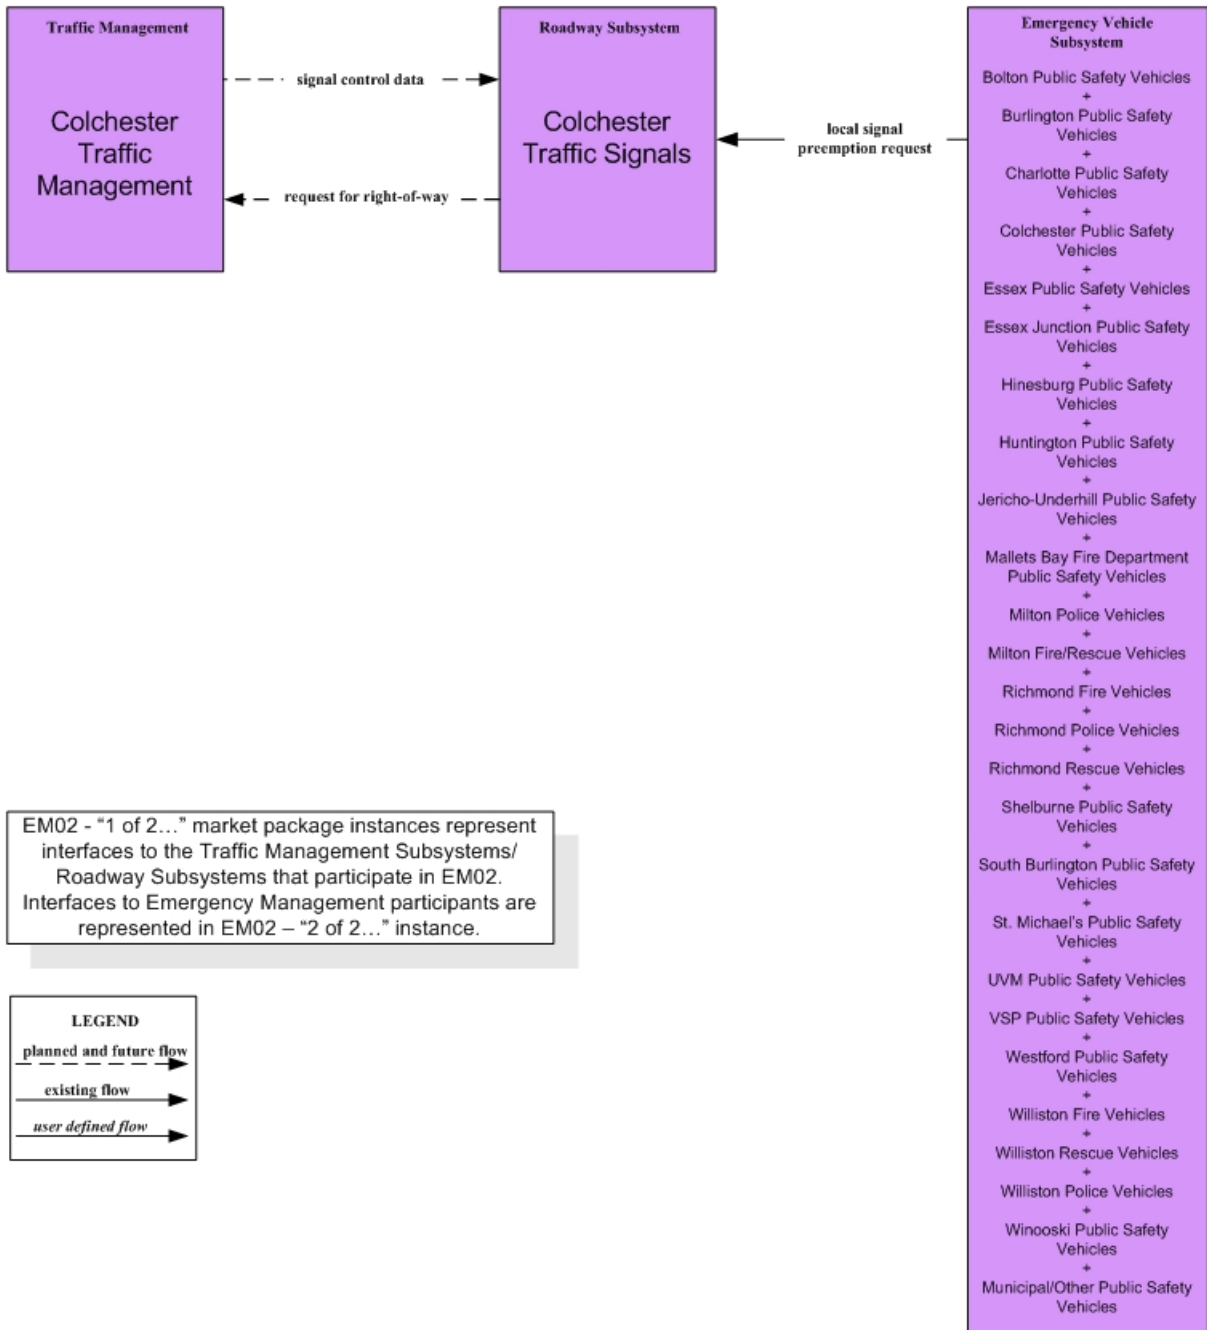 Traffic Management
Colchester
Traffic
Management
signal control data
request for right-of-way
Roadway Subsystem
Colchester
Traffic Signals
local signal
preemption request
Emergency Vehicle
Subsystem
Bolton Public Safety Vehicles
+
Burlington Public Safety
Vehicles
+
Charlotte Public Safety
Vehicles
+
Colchester Public Safety
Vehicles
+
Essex Public Safety Vehicles
+
Essex Junction Public Safety
Vehicles
+
Hinesburg Public Safety
Vehicles
+
Huntington Public Safety
Vehicles
+
Jericho-Underhill Public Safety
Vehicles
+
Mallets Bay Fire Department
Public Safety Vehicles
+
Milton Police Vehicles
+
Milton Fire/Rescue Vehicles
+
Richmond Fire Vehicles
+
Richmond Police Vehicles
+
Richmond Rescue Vehicles
+
Shelburne Public Safety
Vehicles
+
South Burlington Public Safety
Vehicles
+
St. Michael's Public Safety
Vehicles
+
UVM Public Safety Vehicles
+
VSP Public Safety Vehicles
+
Westford Public Safety
Vehicles
+
Williston Fire Vehicles
+
Williston Rescue Vehicles
+
Williston Police Vehicles
+
Winooski Public Safety
Vehicles
+
Municipal/Other Public Safety
Vehicles
EM02 - “1 of 2…” market package instances represent
interfaces to the Traffic Management Subsystems/
Roadway Subsystems that participate in EM02.
Interfaces to Emergency Management participants are
represented in EM02 – “2 of 2…” instance.
LEGEND
planned and future flow
existing flow
user defined flow